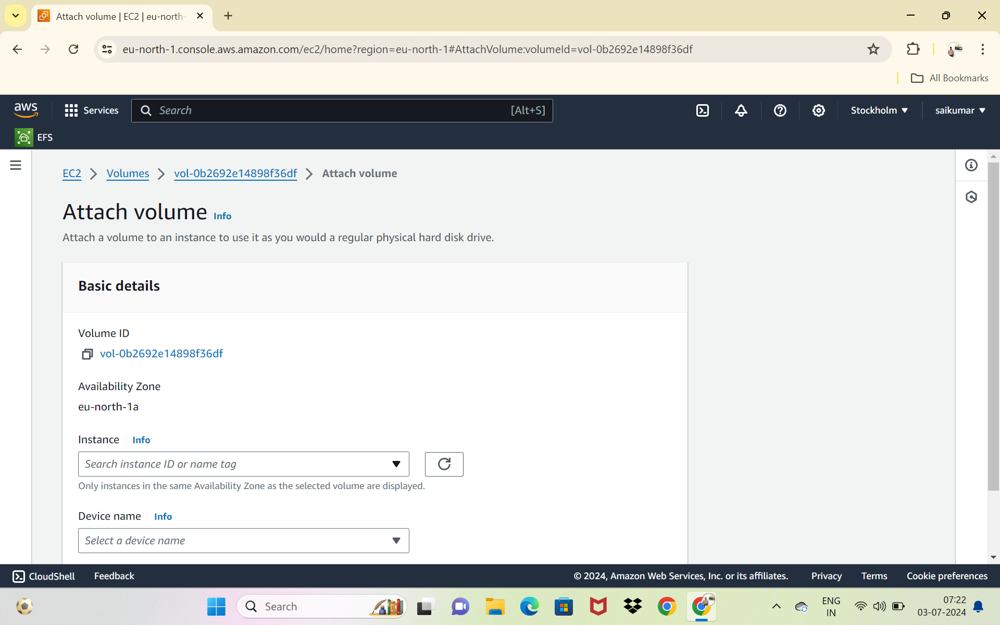 Attach volume | EC2 | eu-north-
eu-north-1.console.aws.amazon.com/ec2/home?region=eu-north-1#AttachVolume:volumeId=vol-0b2692e14898f36df
All Bookmarks
aws
Services
Search
[Alt+S]
Stockholm
saikumar
EFS
EC2
Volumes
vol-0b2692e14898f36df
Attach volume
Attach volume Info
Attach a volume to an instance to use it as you would a regular physical hard disk drive.
Basic details
Volume ID
vol-0b2692e14898f36df
Availability Zone
eu-north-1a
Instance Info
Search instance ID or name tag
Only instances in the same Availability Zone as the selected volume are displayed.
Device name Info
Select a device name
CloudShell
Feedback
© 2024, Amazon Web Services, Inc. or its affiliates.
Privacy
Terms
Cookie preferences
Search
ENG
IN
07:22
03-07-2024